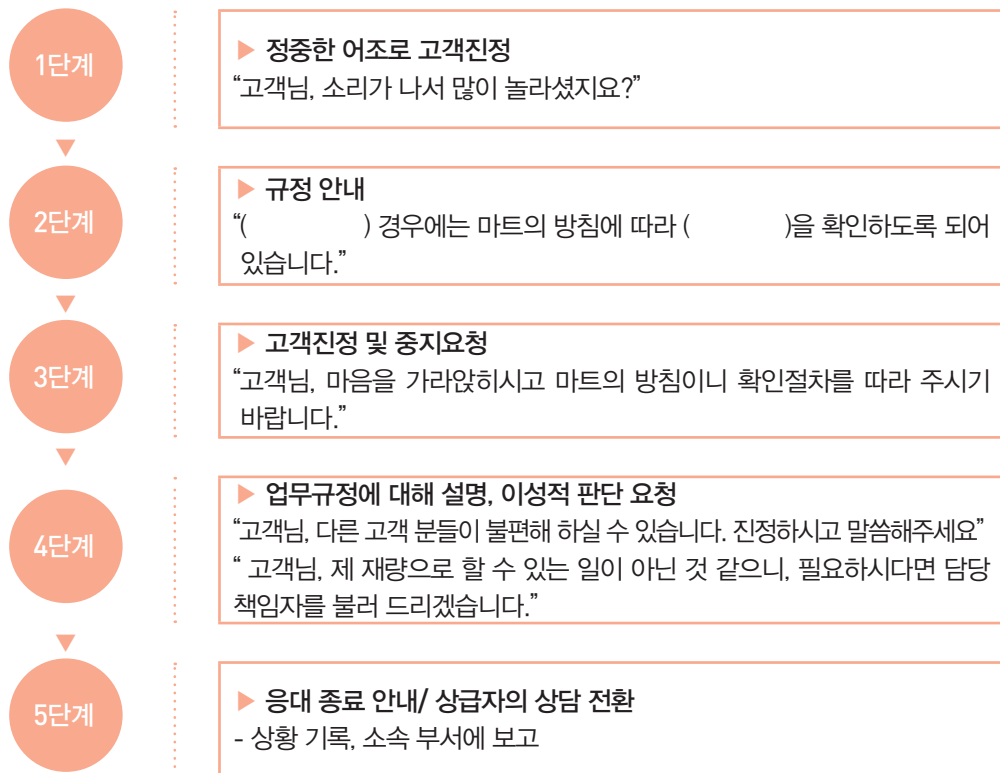 1단계
▶ 정중한 어조로 고객진정
“고객님, 소리가 나서 많이 놀라셨지요?”
2단계
▶ 규정 안내
“(          ) 경우에는 마트의 방침에 따라 (          )을 확인하도록 되어
있습니다.”
3단계
▶ 고객진정 및 중지요청
“고객님, 마음을 가라앉히시고 마트의 방침이니 확인절차를 따라 주시기
바랍니다.”
4단계
▶ 업무규정에 대해 설명, 이성적 판단 요청
“고객님, 다른 고객 분들이 불편해 하실 수 있습니다. 진정하시고 말씀해주세요”
“ 고객님, 제 재량으로 할 수 있는 일이 아닌 것 같으니, 필요하시다면 담당
책임자를 불러 드리겠습니다.”
5단계
▶ 응대 종료 안내/ 상급자의 상담 전환
- 상황 기록, 소속 부서에 보고